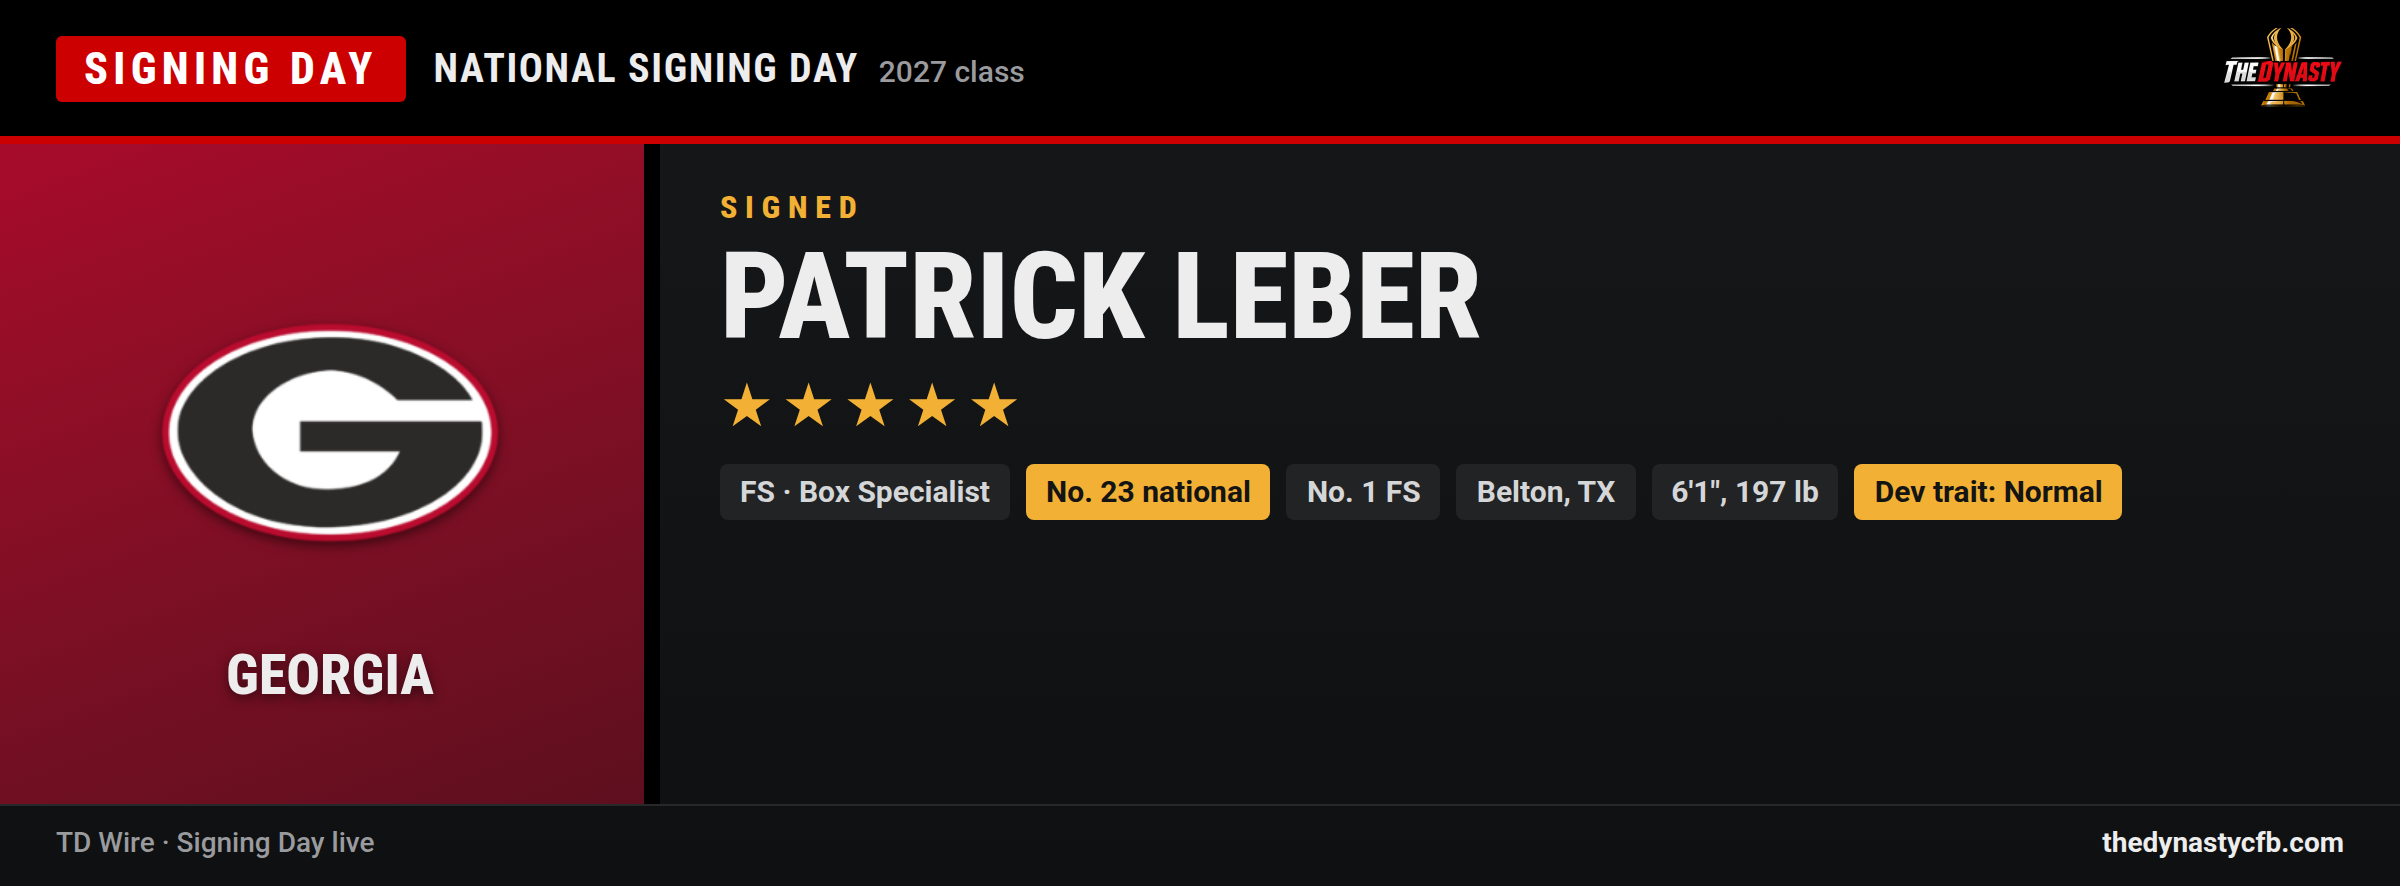 SIGNING DAY NATIONAL SIGNING DAY 2027 class
THE DYNASTY
G
GEORGIA
SIGNED
PATRICK LEBER
★★★★★
FS · Box Specialist No. 23 national No. 1 FS Belton, TX 6'1", 197 lb Dev trait: Normal
TD Wire · Signing Day live
thedynastycfb.com